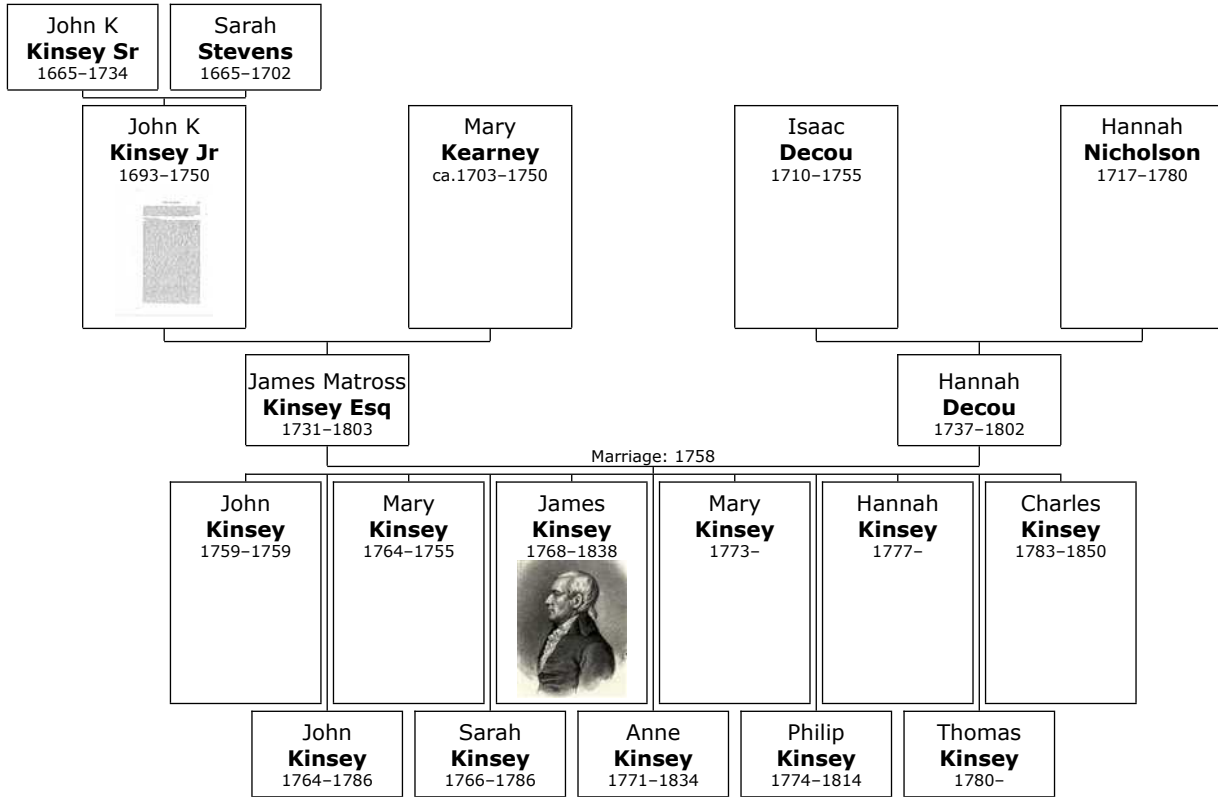 John K
Kinsey Sr
1665–1734
Sarah
Stevens
1665–1702
John K
Kinsey Jr
1693–1750
Mary
Kearney
ca.1703–1750
Isaac
Decou
1710–1755
Hannah
Nicholson
1717–1780
James Matross
Kinsey Esq
1731–1803
Hannah
Decou
1737–1802
Marriage: 1758
John
Kinsey
1759–1759
Mary
Kinsey
1764–1755
James
Kinsey
1768–1838
Mary
Kinsey
1773–
Hannah
Kinsey
1777–
Charles
Kinsey
1783–1850
John
Kinsey
1764–1786
Sarah
Kinsey
1766–1786
Anne
Kinsey
1771–1834
Philip
Kinsey
1774–1814
Thomas
Kinsey
1780–